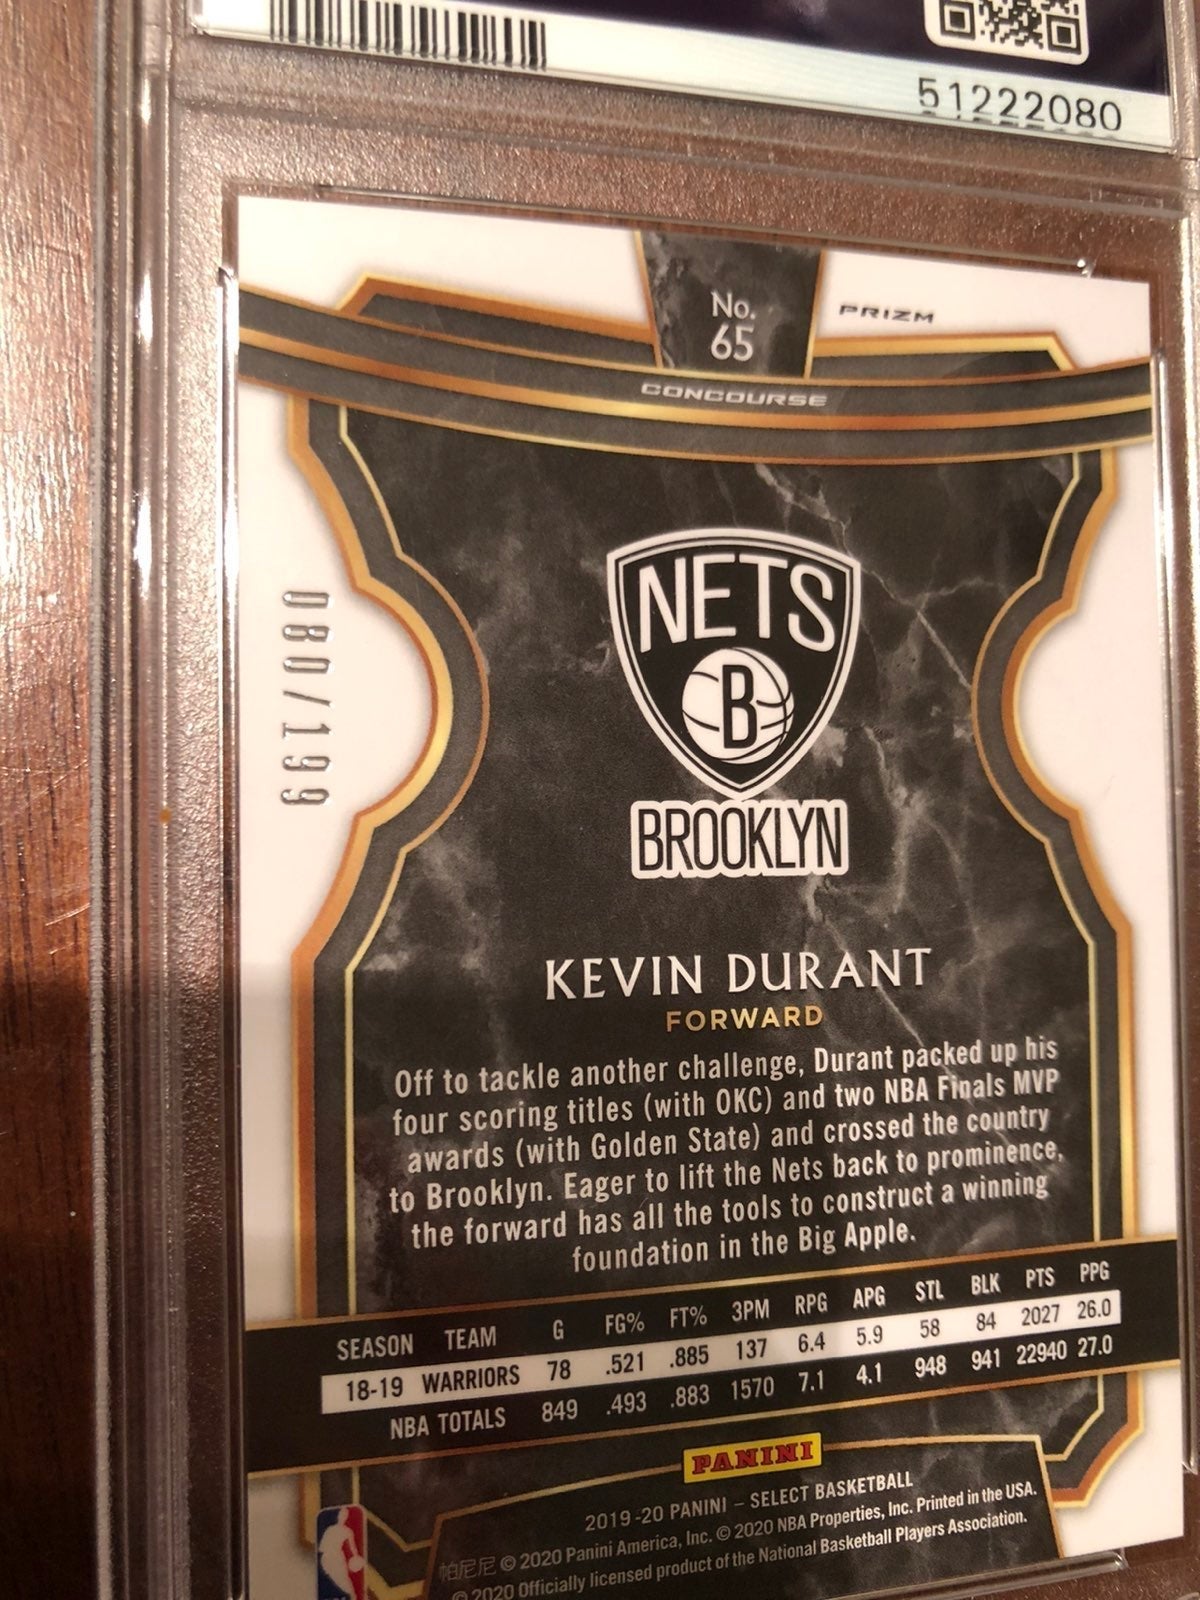 51222080
No.
65
PRIZM
CONCOURSE
080/199
NETS
B
BROOKLYN
KEVIN DURANT
FORWARD
Off to tackle another challenge, Durant packed up his
four scoring titles (with OKC) and two NBA Finals MVP
awards (with Golden State) and crossed the country
to Brooklyn. Eager to lift the Nets back to prominence,
the forward has all the tools to construct a winning
foundation in the Big Apple.
SEASON TEAM G FG% FT% 3PM RPG APG STL BLK PTS PPG
18-19 WARRIORS 78 .521 .885 137 6.4 5.9 58 84 2027 26.0
NBA TOTALS 849 .493 .883 1570 7.1 4.1 948 941 22940 27.0
PANINI
2019-20 PANINI – SELECT BASKETBALL
帕尼尼 © 2020 Panini America, Inc. © 2020 NBA Properties, Inc. Printed in the USA.
© 2020 Officially licensed product of the National Basketball Players Association.